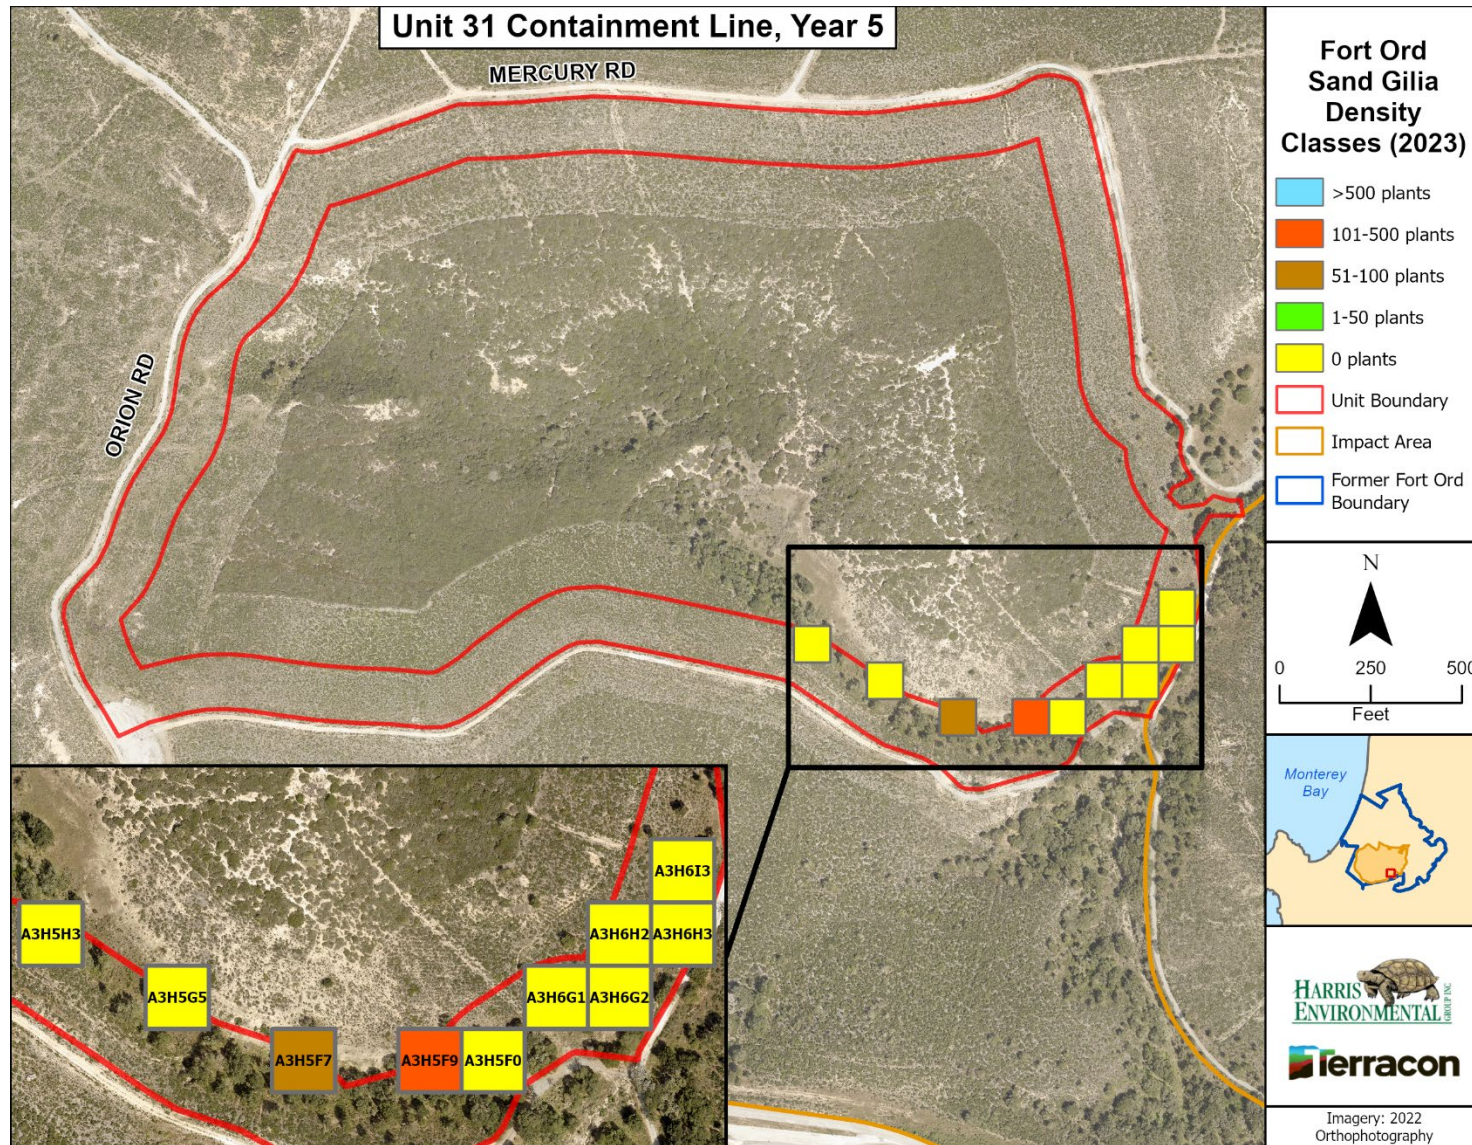 Unit 31 Containment Line, Year 5
MERCURY RD
ORION RD
A3H6I3
A3H5H3
A3H6H2
A3H6H3
A3H5G5
A3H6G1
A3H6G2
A3H5F7
A3H5F9
A3H5F0
Fort Ord
Sand Gilia
Density
Classes (2023)
>500 plants
101-500 plants
51-100 plants
1-50 plants
0 plants
Unit Boundary
Impact Area
Former Fort Ord
Boundary
N
0 250 500
Feet
Monterey
Bay
HARRIS
ENVIRONMENTAL
GROUP INC
Terracon
Imagery: 2022
Orthophotography